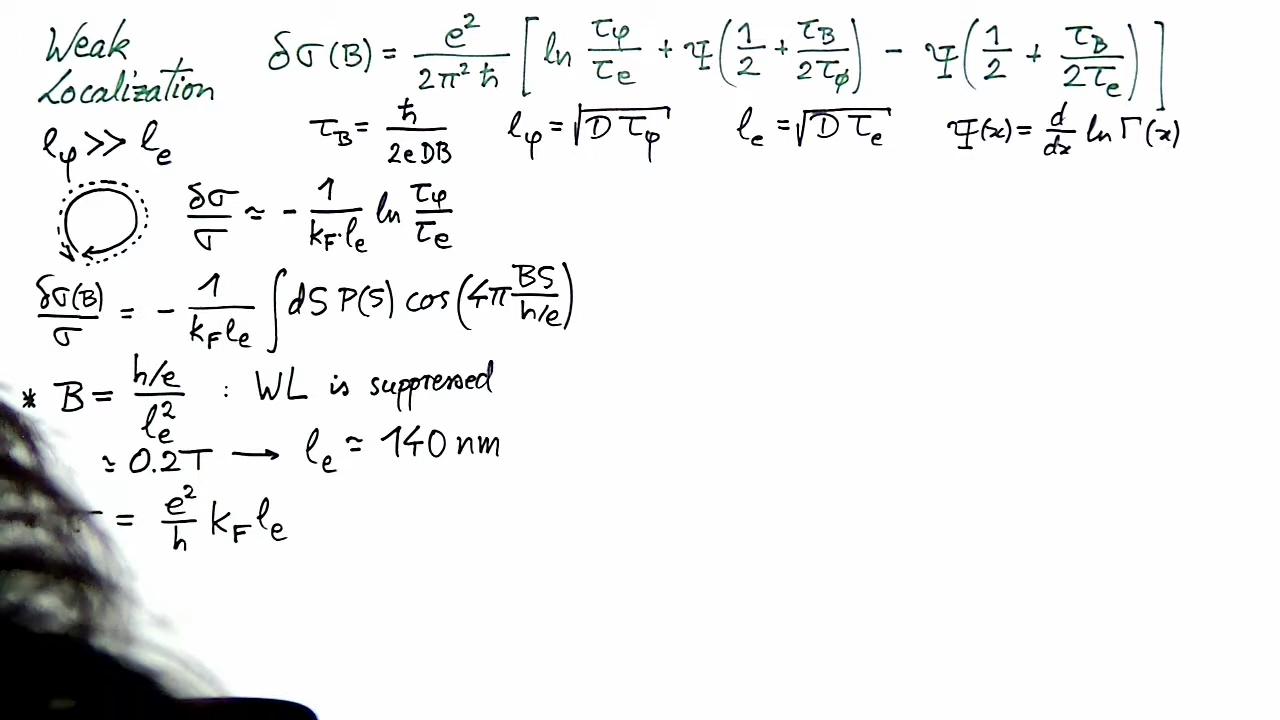 Weak Localization
δσ(B) = e²/2π²ħ [ln τφ/τe + Ψ(1/2 + τB/2τϕ) − Ψ(1/2 + τB/2τe)]
lφ >> le
τB = ħ/2eDB lφ = √Dτφ le = √Dτe Ψ(x) = d/dx ln Γ(x)
δσ/σ ≃ − 1/kF·le ln τφ/τe
δσ(B)/σ = − 1/kFle ∫dS P(S) cos(4π BS/h/e)
* B = h/e/le² : WL is suppressed
≃ 0.2T → le ≃ 140 nm
= e²/h kF le